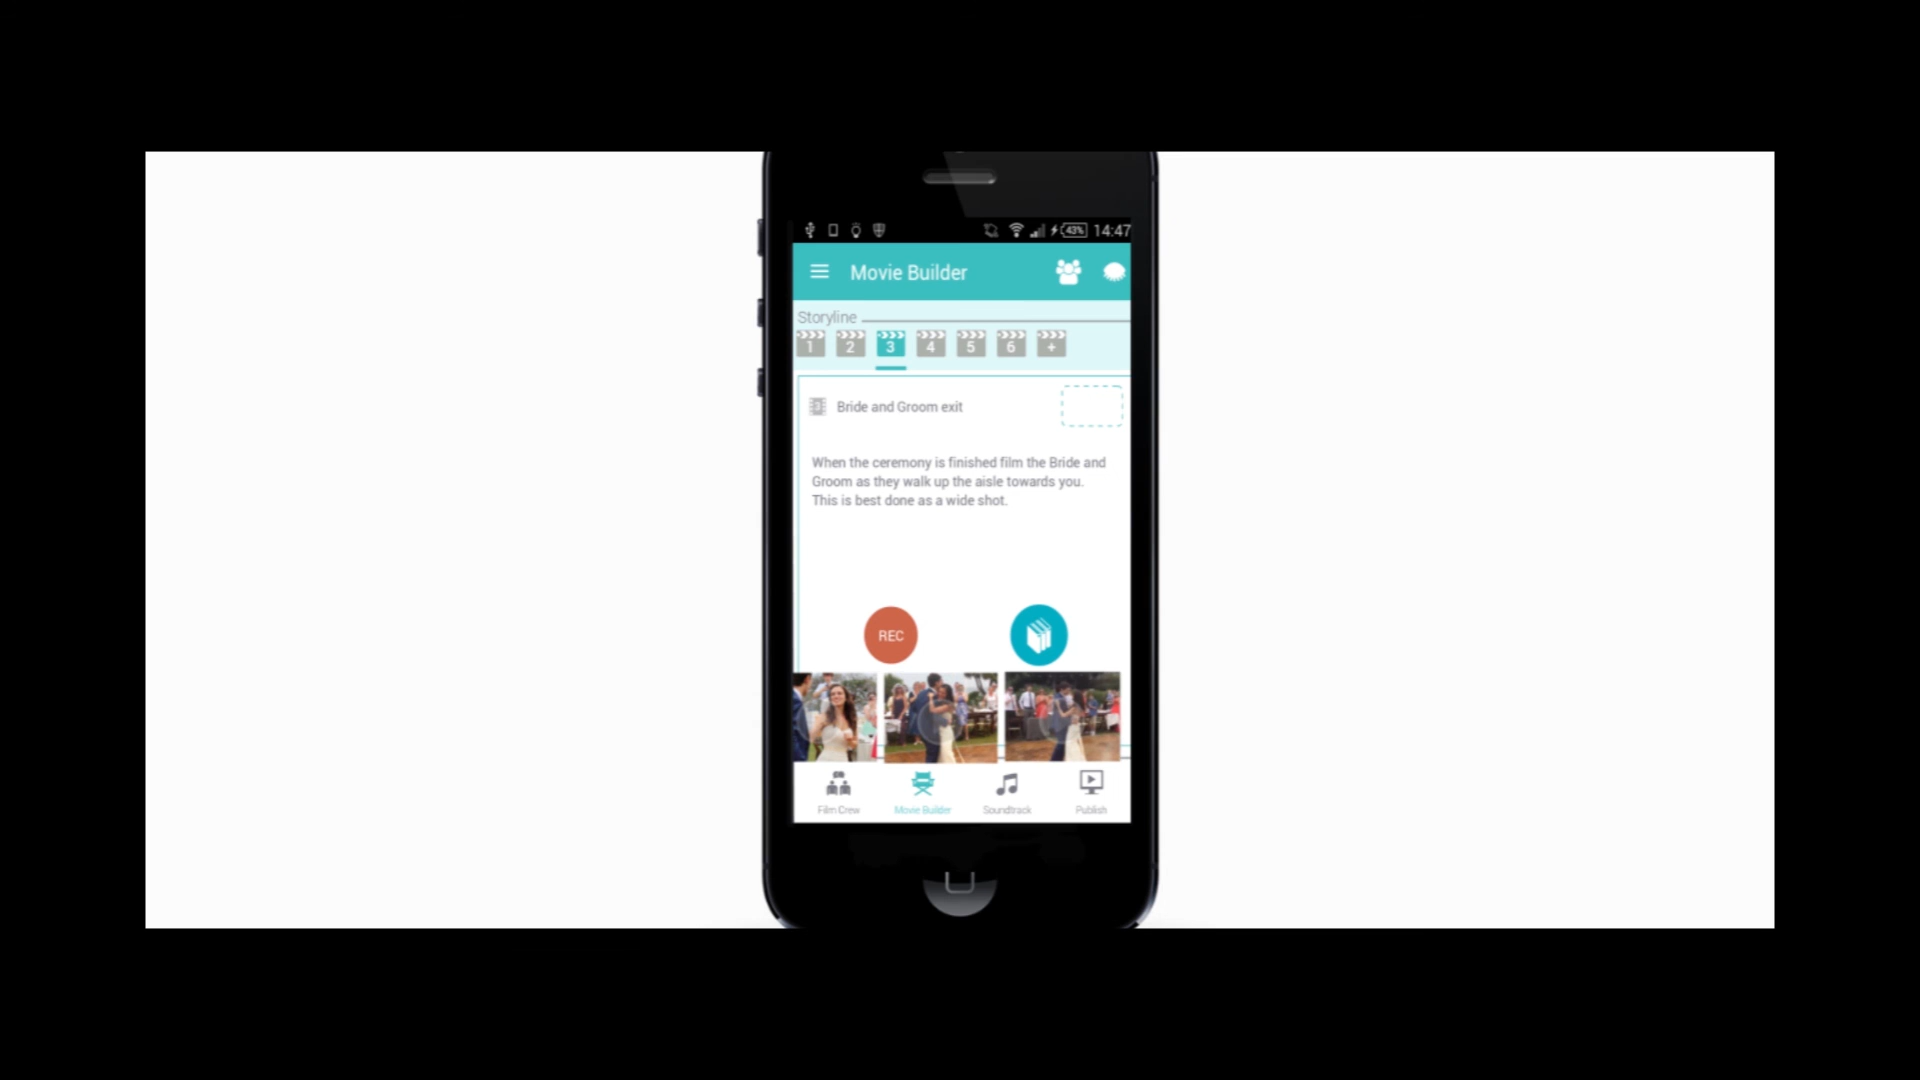 43% 14:47
Movie Builder
Storyline
1 2 3 4 5 6 +
Bride and Groom exit
When the ceremony is finished film the Bride and
Groom as they walk up the aisle towards you.
This is best done as a wide shot.
REC
Film Crew Movie Builder Soundtrack Publish